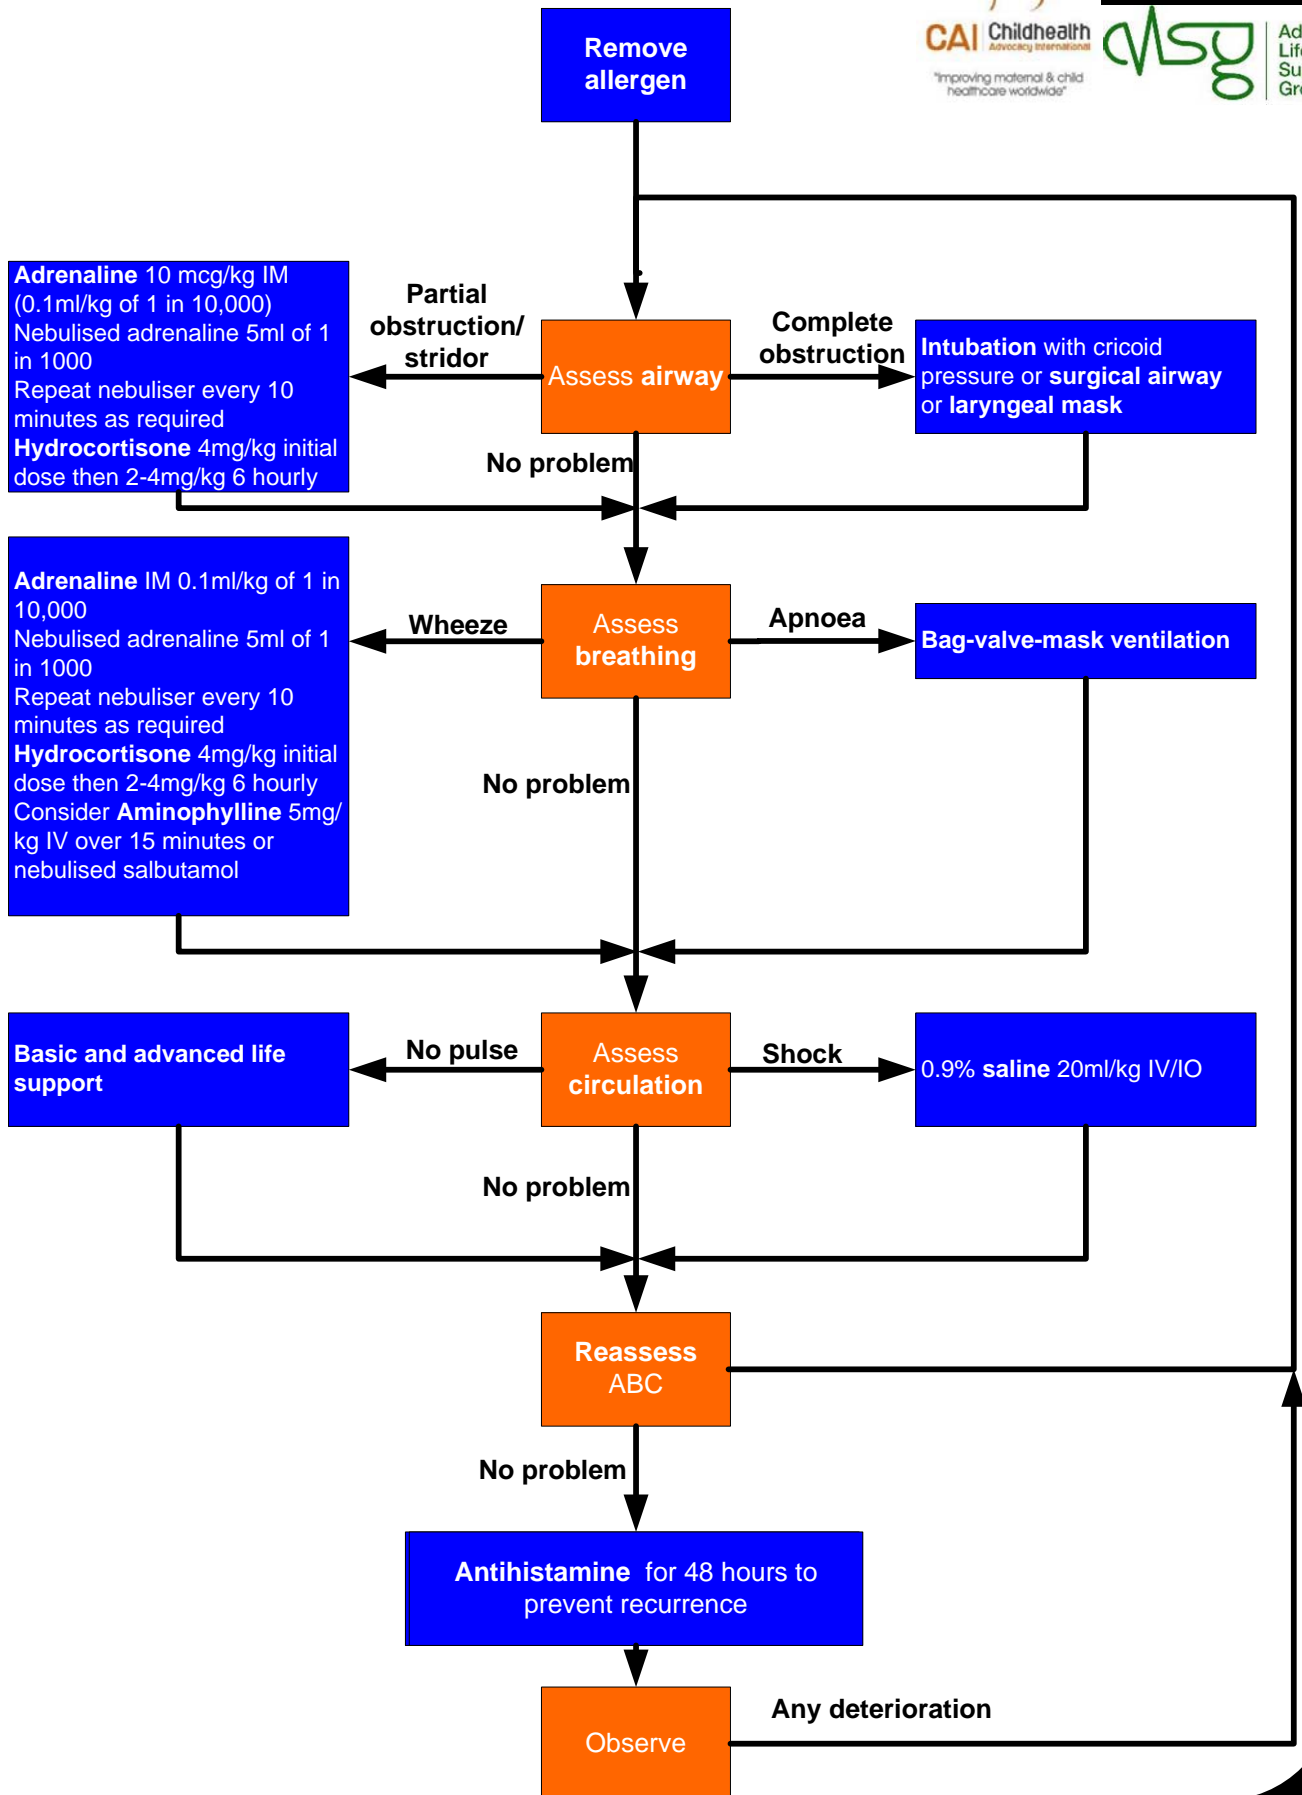 CAI Childhealth
Advocacy International
"Improving maternal & child
healthcare worldwide"
alsg
Remove
allergen
Adrenaline 10 mcg/kg IM
(0.1ml/kg of 1 in 10,000)
Nebulised adrenaline 5ml of 1
in 1000
Repeat nebuliser every 10
minutes as required
Hydrocortisone 4mg/kg initial
dose then 2-4mg/kg 6 hourly
Partial
obstruction/
stridor
Assess airway
Complete
obstruction
Intubation with cricoid
pressure or surgical airway
or laryngeal mask
No problem
Adrenaline IM 0.1ml/kg of 1 in
10,000
Nebulised adrenaline 5ml of 1
in 1000
Repeat nebuliser every 10
minutes as required
Hydrocortisone 4mg/kg initial
dose then 2-4mg/kg 6 hourly
Consider Aminophylline 5mg/
kg IV over 15 minutes or
nebulised salbutamol
Wheeze
Assess
breathing
Apnoea
Bag-valve-mask ventilation
No problem
Basic and advanced life
support
No pulse
Assess
circulation
Shock
0.9% saline 20ml/kg IV/IO
No problem
Reassess
ABC
No problem
Antihistamine for 48 hours to
prevent recurrence
Observe
Any deterioration